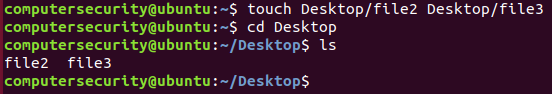 computersecurity@ubuntu:~$ touch Desktop/file2 Desktop/file3
computersecurity@ubuntu:~$ cd Desktop
computersecurity@ubuntu:~/Desktop$ ls
file2  file3
computersecurity@ubuntu:~/Desktop$